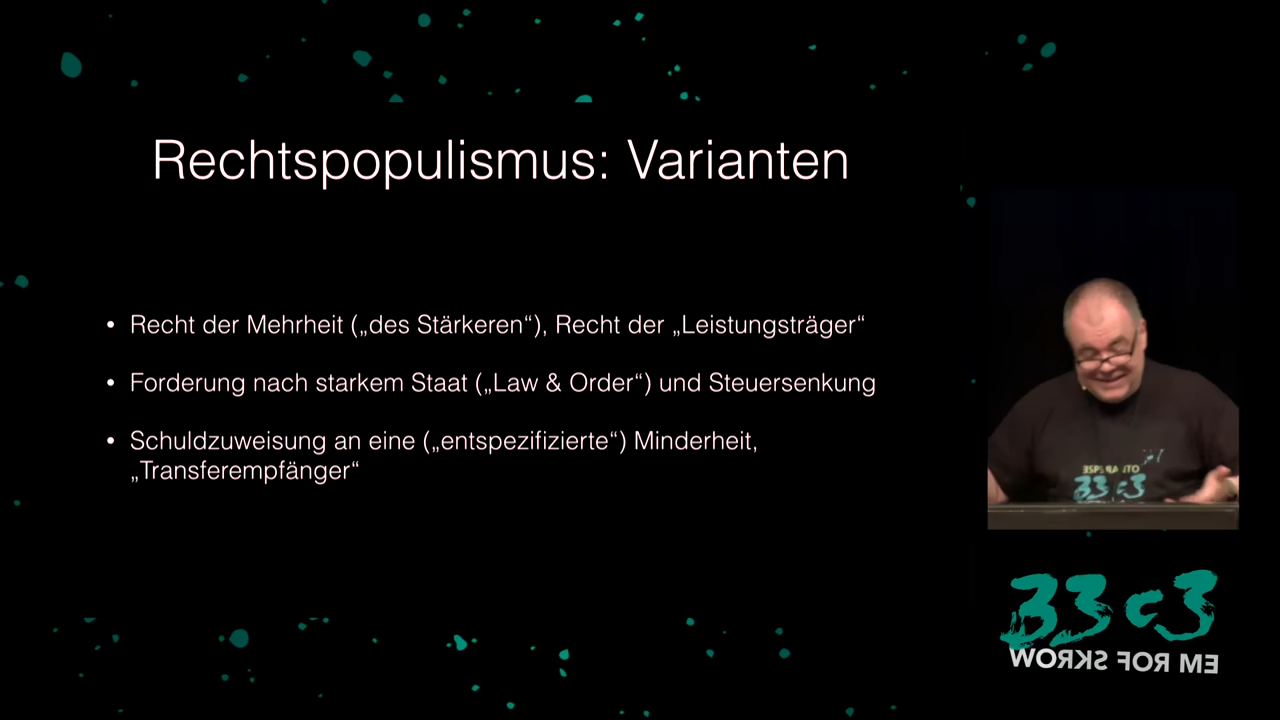 Rechtspopulismus: Varianten
• Recht der Mehrheit („des Stärkeren“), Recht der „Leistungsträger“
• Forderung nach starkem Staat („Law & Order“) und Steuersenkung
• Schuldzuweisung an eine („entspezifizierte“) Minderheit,
„Transferempfänger“
33c3
33c3
WORKS FOR ME